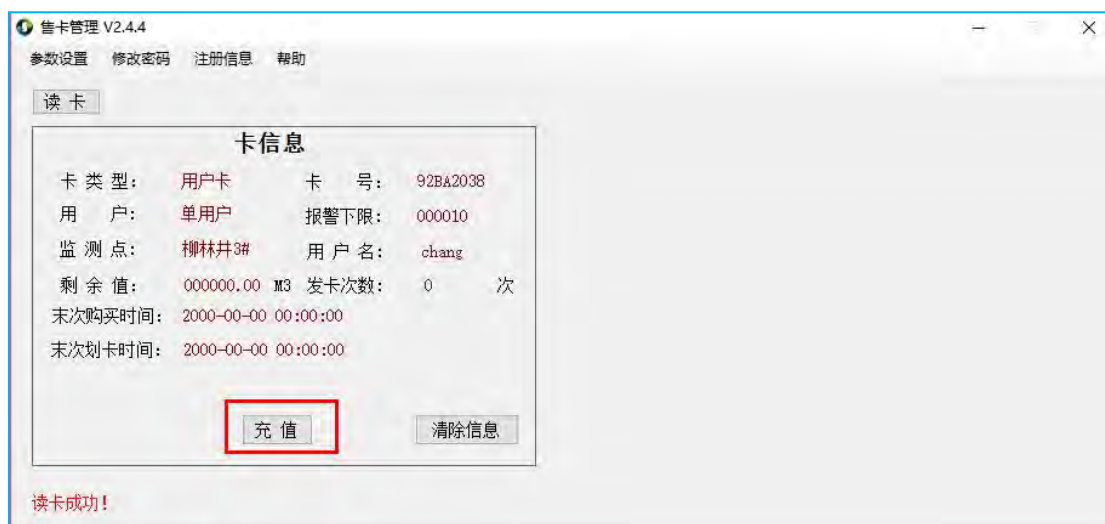 售卡管理 V2.4.4
参数设置 修改密码 注册信息 帮助
读 卡
卡信息
卡 类 型: 用户卡 卡 号: 92BA2038
用 户: 单用户 报警下限: 000010
监 测 点: 柳林井3# 用 户 名: chang
剩 余 值: 000000.00 M3 发卡次数: 0 次
末次购买时间: 2000-00-00 00:00:00
末次划卡时间: 2000-00-00 00:00:00
充 值 清除信息
读卡成功!